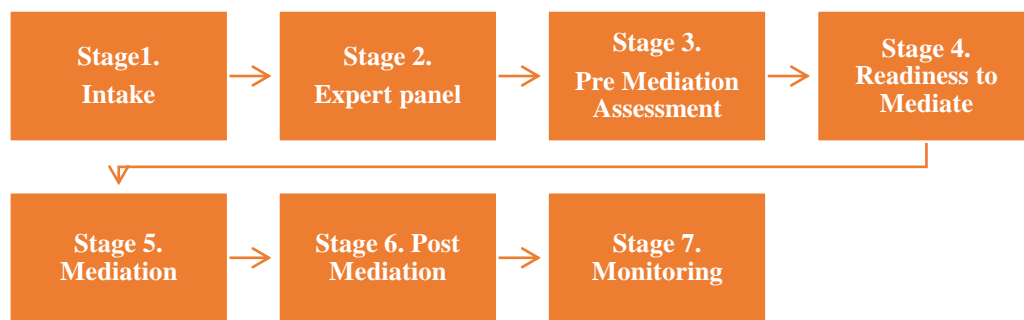 Stage1.
Intake
Stage 2.
Expert panel
Stage 3.
Pre Mediation
Assessment
Stage 4.
Readiness to
Mediate
Stage 5.
Mediation
Stage 6. Post
Mediation
Stage 7.
Monitoring